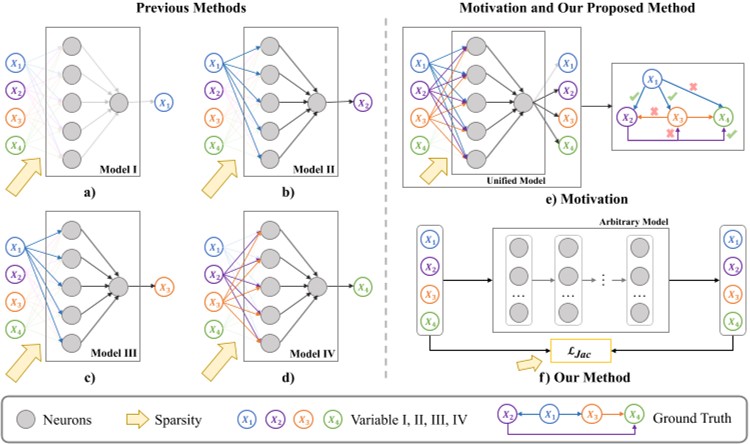 Previous Methods
Motivation and Our Proposed Method
X₁
X₂
X₃
X₄
X₁
Model I
a)
X₁
X₂
X₃
X₄
X₂
Model II
b)
X₁
X₂
X₃
X₄
X₃
Model III
c)
X₁
X₂
X₃
X₄
X₄
Model IV
d)
X₁
X₂
X₃
X₄
X₁
X₂
X₃
X₄
Unified Model
X₁
X₂
X₃
X₄
e) Motivation
Arbitrary Model
X₁
X₂
X₃
X₄
...
...
...
X₁
X₂
X₃
X₄
ℒJac
f) Our Method
Neurons
Sparsity
X₁ X₂ X₃ X₄ Variable I, II, III, IV
X₂ X₁ X₃ X₄ Ground Truth